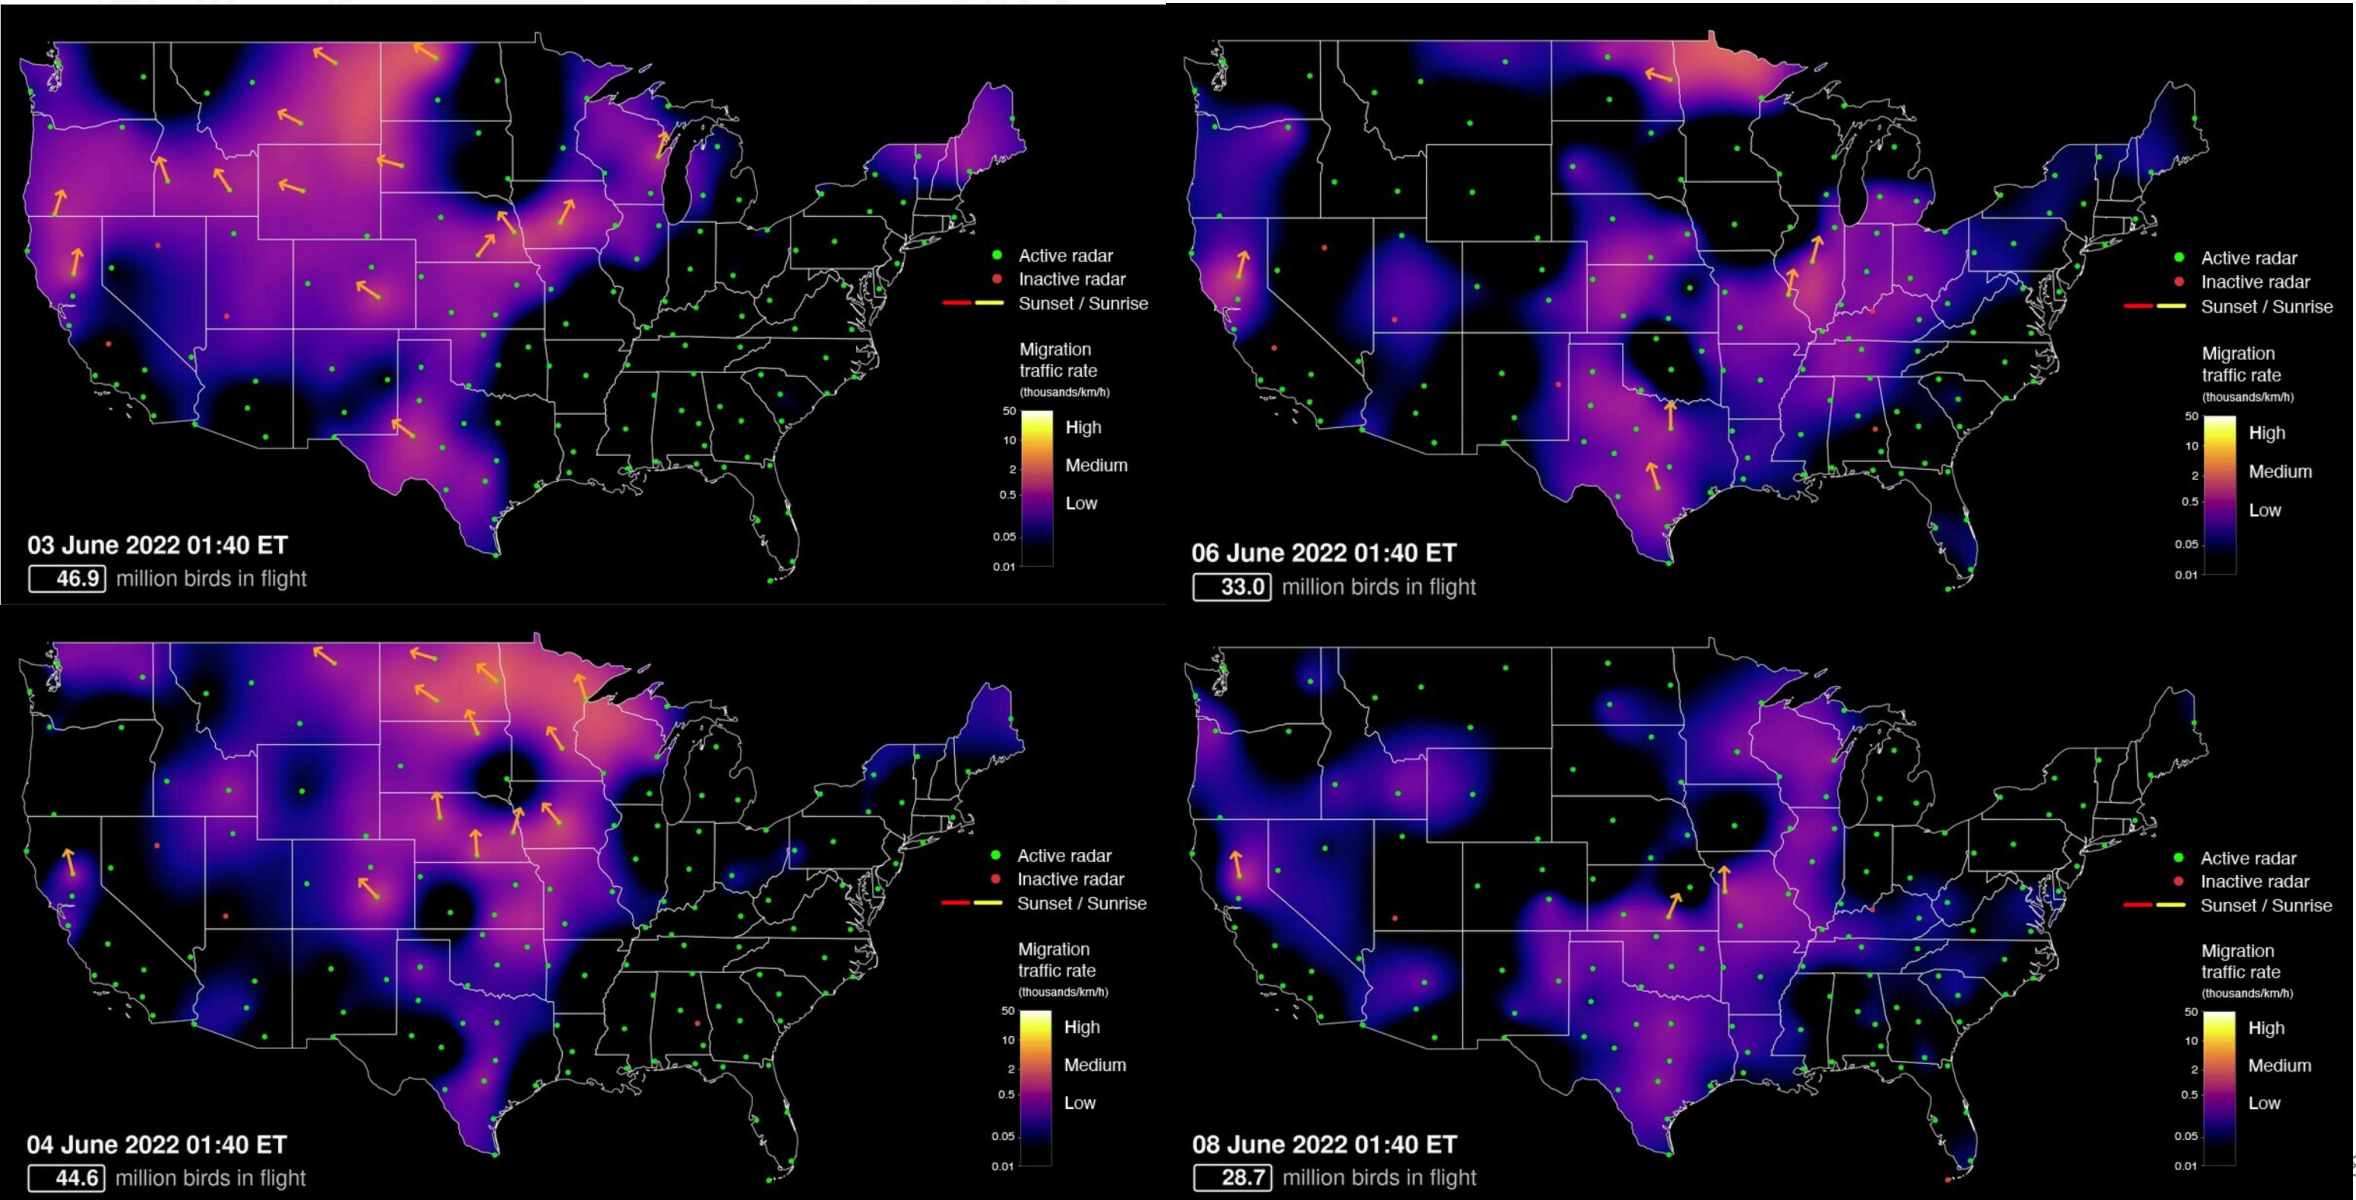 Active radar
Inactive radar
Sunset / Sunrise
Migration
traffic rate
(thousands/km/h)
50
High
10
2
Medium
0.5
Low
0.05
0.01
03 June 2022 01:40 ET
46.9 million birds in flight
Active radar
Inactive radar
Sunset / Sunrise
Migration
traffic rate
(thousands/km/h)
50
High
10
2
Medium
0.5
Low
0.05
0.01
06 June 2022 01:40 ET
33.0 million birds in flight
Active radar
Inactive radar
Sunset / Sunrise
Migration
traffic rate
(thousands/km/h)
50
High
10
2
Medium
0.5
Low
0.05
0.01
04 June 2022 01:40 ET
44.6 million birds in flight
Active radar
Inactive radar
Sunset / Sunrise
Migration
traffic rate
(thousands/km/h)
50
High
10
2
Medium
0.5
Low
0.05
0.01
08 June 2022 01:40 ET
28.7 million birds in flight